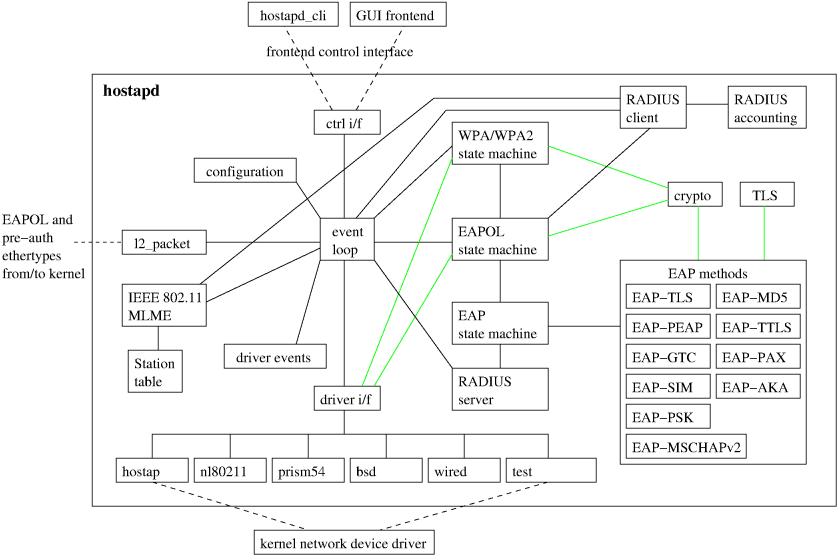 hostapd_cli
GUI frontend
frontend control interface
hostapd
RADIUS
client
RADIUS
accounting
ctrl i/f
WPA/WPA2
state machine
configuration
crypto
TLS
EAPOL and
pre−auth
ethertypes
from/to kernel
l2_packet
event
loop
EAPOL
state machine
EAP methods
IEEE 802.11
MLME
EAP
state machine
EAP−TLS
EAP−MD5
EAP−PEAP
EAP−TTLS
Station
table
driver events
EAP−GTC
EAP−PAX
RADIUS
server
EAP−SIM
EAP−AKA
driver i/f
EAP−PSK
EAP−MSCHAPv2
hostap
nl80211
prism54
bsd
wired
test
kernel network device driver